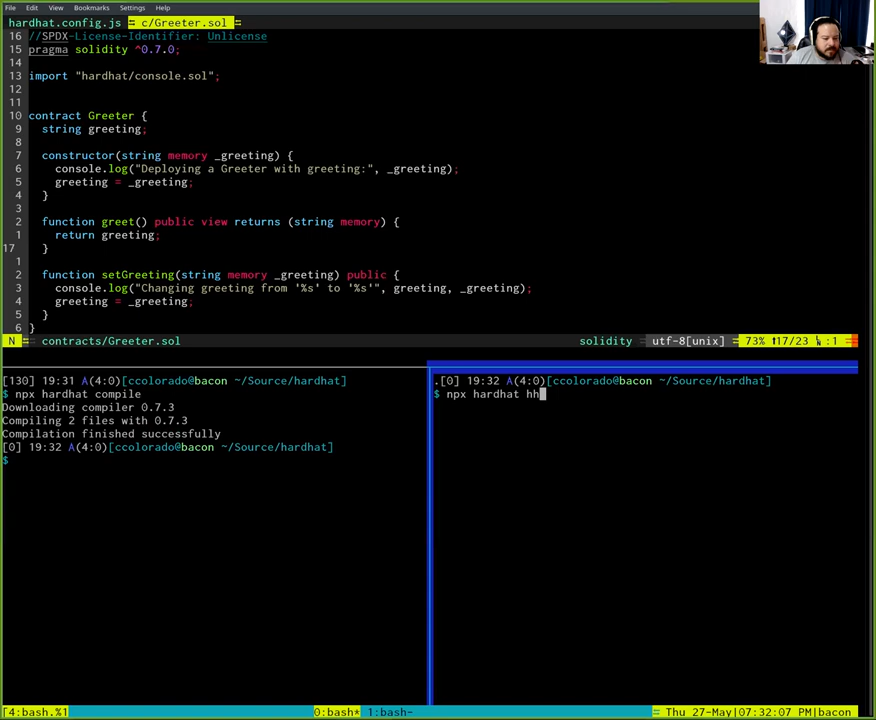 File Edit View Bookmarks Settings Help
hardhat.config.js c/Greeter.sol
16 //SPDX-License-Identifier: Unlicense
15 pragma solidity ^0.7.0;
14
13 import "hardhat/console.sol";
12
11
10 contract Greeter {
9 string greeting;
8
7 constructor(string memory _greeting) {
6 console.log("Deploying a Greeter with greeting:", _greeting);
5 greeting = _greeting;
4 }
3
2 function greet() public view returns (string memory) {
1 return greeting;
17 }
1
2 function setGreeting(string memory _greeting) public {
3 console.log("Changing greeting from '%s' to '%s'", greeting, _greeting);
4 greeting = _greeting;
5 }
6 }
N contracts/Greeter.sol solidity utf-8[unix] 73% 17/23 :1
[130] 19:31 A(4:0)[ccolorado@bacon ~/Source/hardhat]
$ npx hardhat compile
Downloading compiler 0.7.3
Compiling 2 files with 0.7.3
Compilation finished successfully
[0] 19:32 A(4:0)[ccolorado@bacon ~/Source/hardhat]
$
.[0] 19:32 A(4:0)[ccolorado@bacon ~/Source/hardhat]
$ npx hardhat hh
[4:bash.%1 0:bash* 1:bash- Thu 27-May|07:32:07 PM|bacon